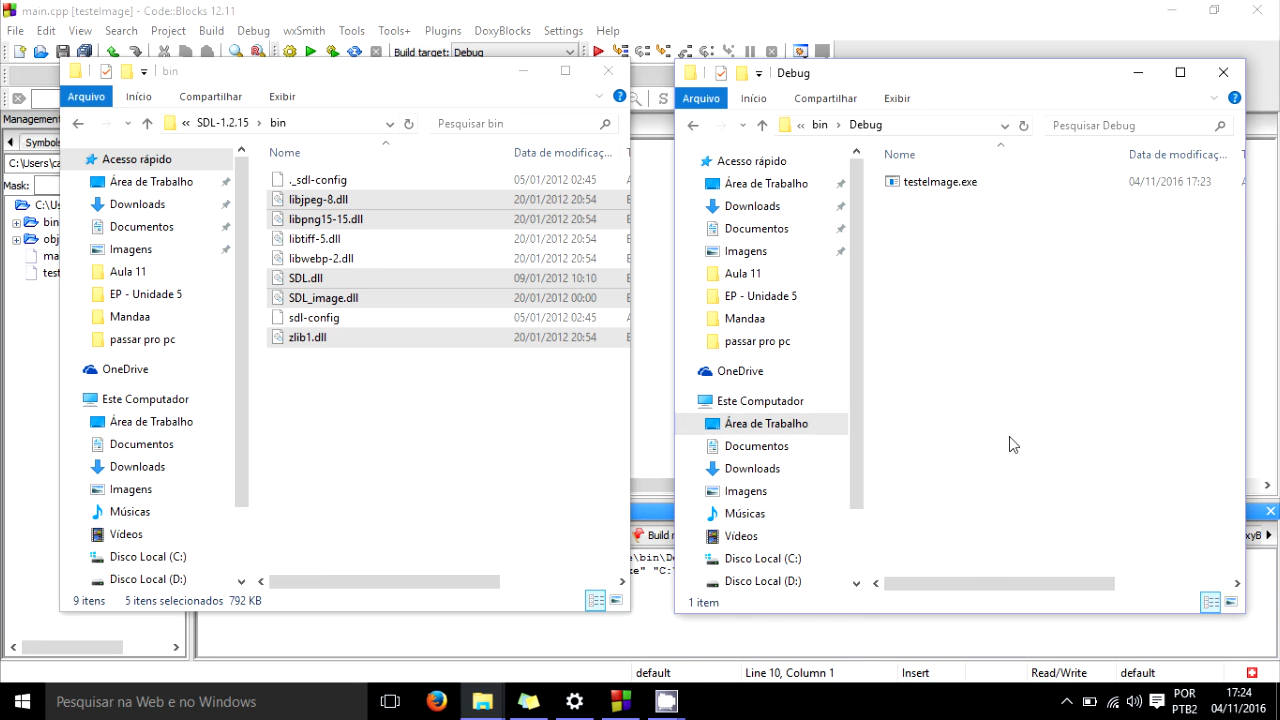 main.cpp [testeImage] - Code::Blocks 12.11
File Edit View Search Project Build Debug wxSmith Tools Tools+ Plugins DoxyBlocks Settings Help
Build target: Debug
Management
Symbols
C:\Users\ca
Mask:
C:\U
bin
obj
ma
test
bin
Arquivo Início Compartilhar Exibir
« SDL-1.2.15 › bin
Pesquisar bin
Acesso rápido
Área de Trabalho
Downloads
Documentos
Imagens
Aula 11
EP - Unidade 5
Mandaa
passar pro pc
OneDrive
Este Computador
Área de Trabalho
Documentos
Downloads
Imagens
Músicas
Vídeos
Disco Local (C:)
Disco Local (D:)
Nome Data de modificaç... T
._sdl-config 05/01/2012 02:45 A
libjpeg-8.dll 20/01/2012 20:54 E
libpng15-15.dll 20/01/2012 20:54 E
libtiff-5.dll 20/01/2012 20:54 E
libwebp-2.dll 20/01/2012 20:54 E
SDL.dll 09/01/2012 10:10 E
SDL_image.dll 20/01/2012 00:00 E
sdl-config 05/01/2012 02:45 A
zlib1.dll 20/01/2012 20:54 E
9 itens 5 itens selecionados 792 KB
Debug
Arquivo Início Compartilhar Exibir
« bin › Debug
Pesquisar Debug
Acesso rápido
Área de Trabalho
Downloads
Documentos
Imagens
Aula 11
EP - Unidade 5
Mandaa
passar pro pc
OneDrive
Este Computador
Área de Trabalho
Documentos
Downloads
Imagens
Músicas
Vídeos
Disco Local (C:)
Disco Local (D:)
Nome Data de modificaç... T
testeImage.exe 04/11/2016 17:23 A
1 item
S
Build
e\bin\De
xe" "C:\
xyB
default Line 10, Column 1 Insert Read/Write default
Pesquisar na Web e no Windows
POR
PTB2
17:24
04/11/2016